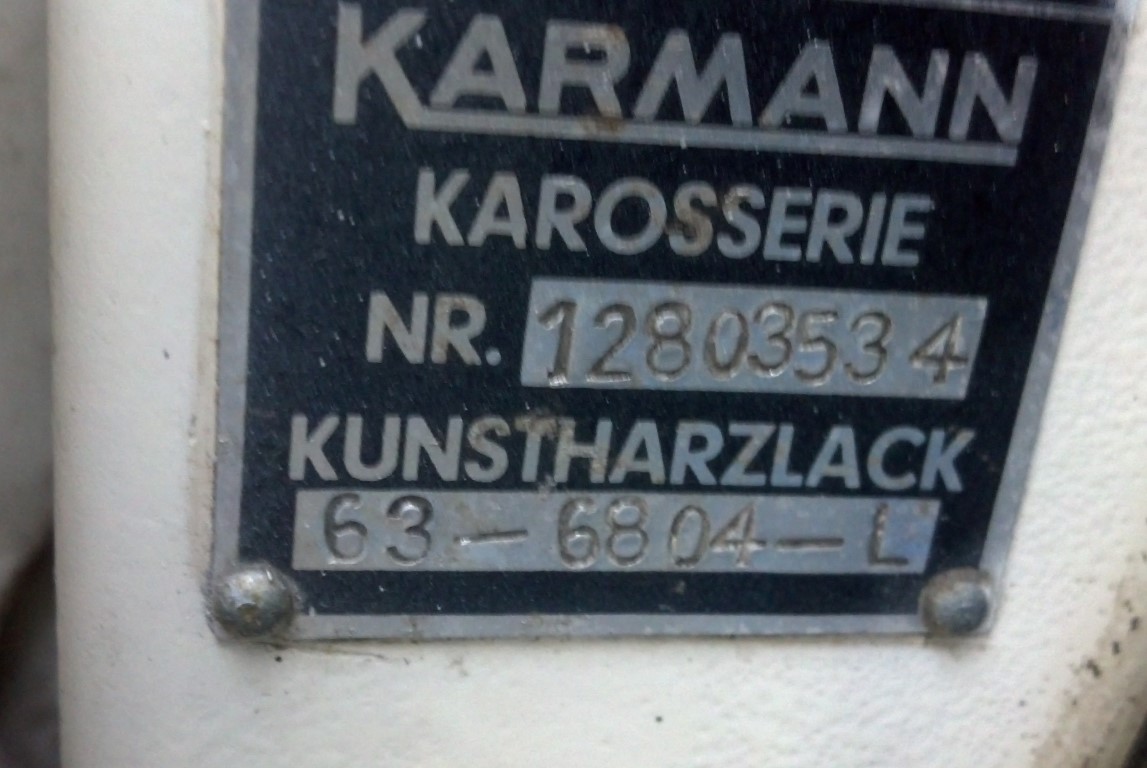 KARMANN
KAROSSERIE
NR. 12803534
KUNSTHARZLACK
63-6804-L